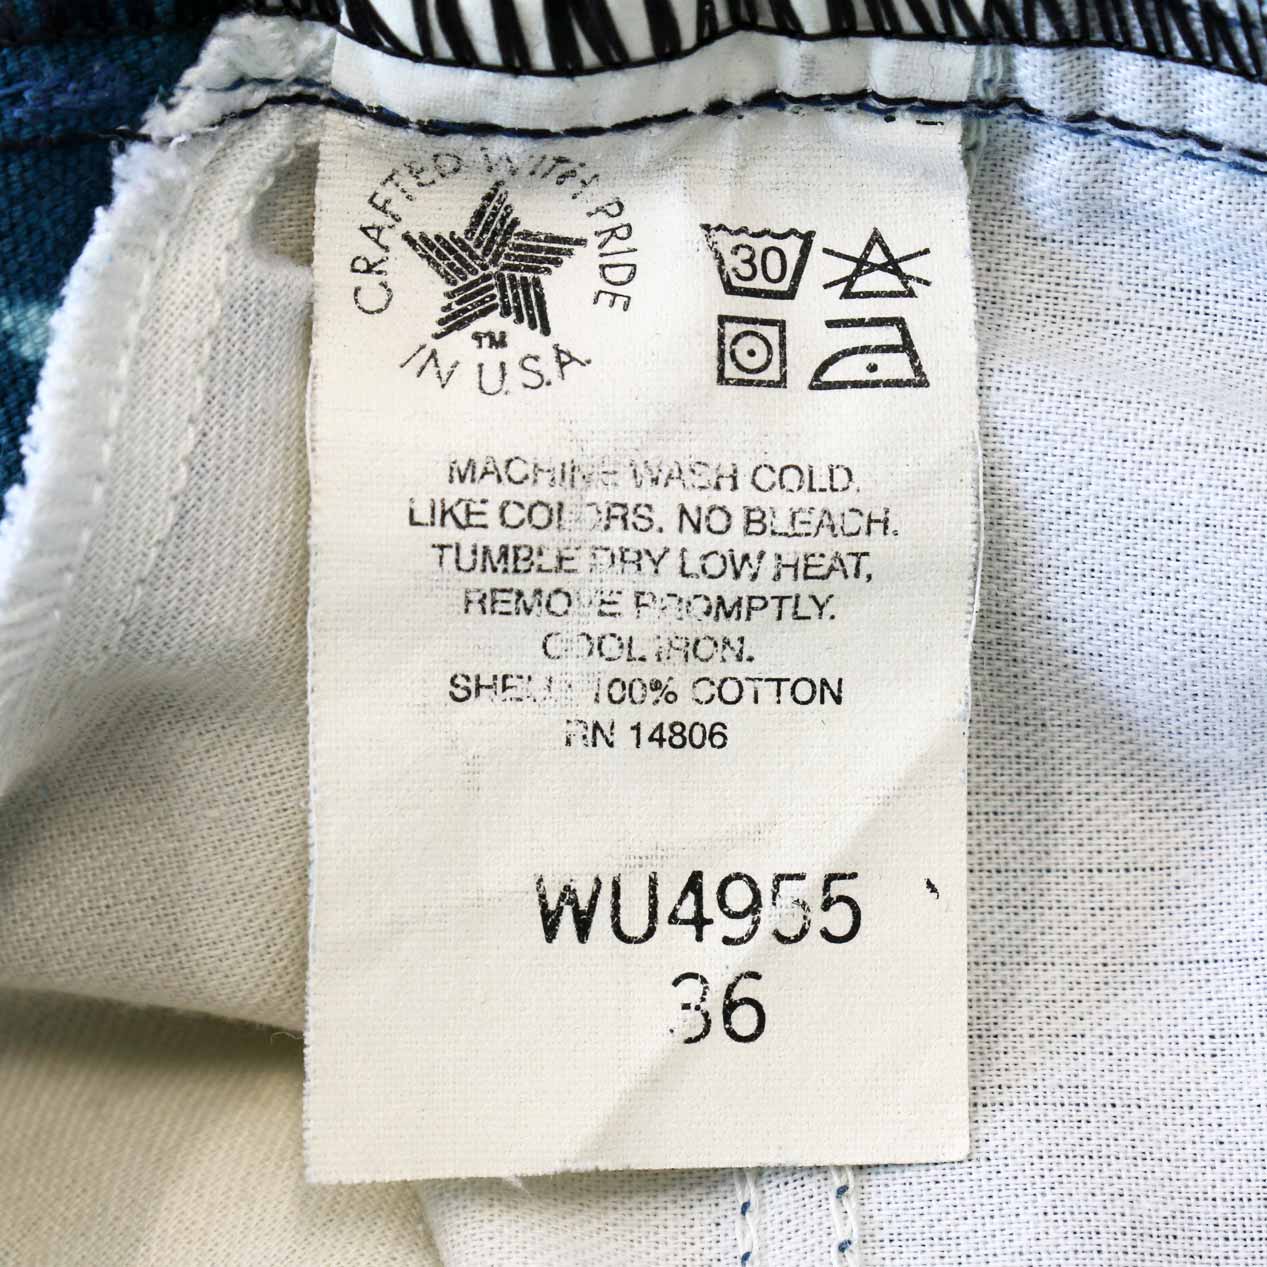 CRAFTED WITH PRIDE
TM
IN U.S.A.
30
MACHINE WASH COLD.
LIKE COLORS. NO BLEACH.
TUMBLE DRY LOW HEAT,
REMOVE PROMPTLY.
COOL IRON.
SHELL: 100% COTTON
RN 14806
WU4955
36